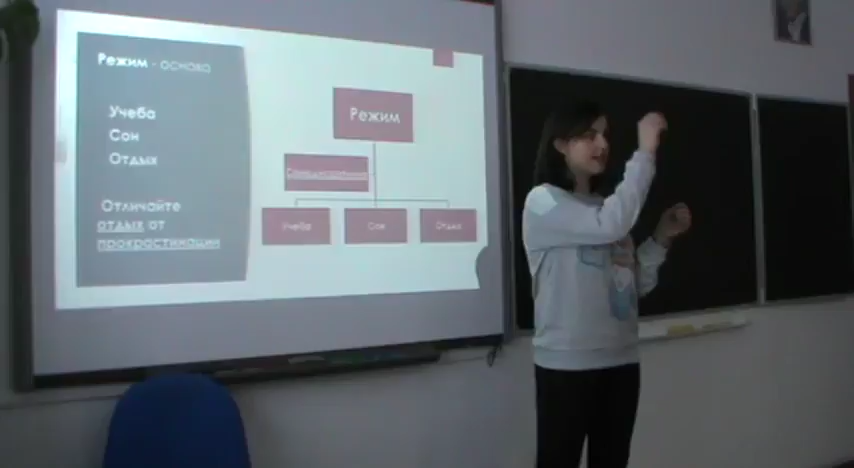 Режим - основа
Учеба
Сон
Отдых
Отличайте
отдых от
прокрастинации
Режим
Учеба
Сон
Отдых